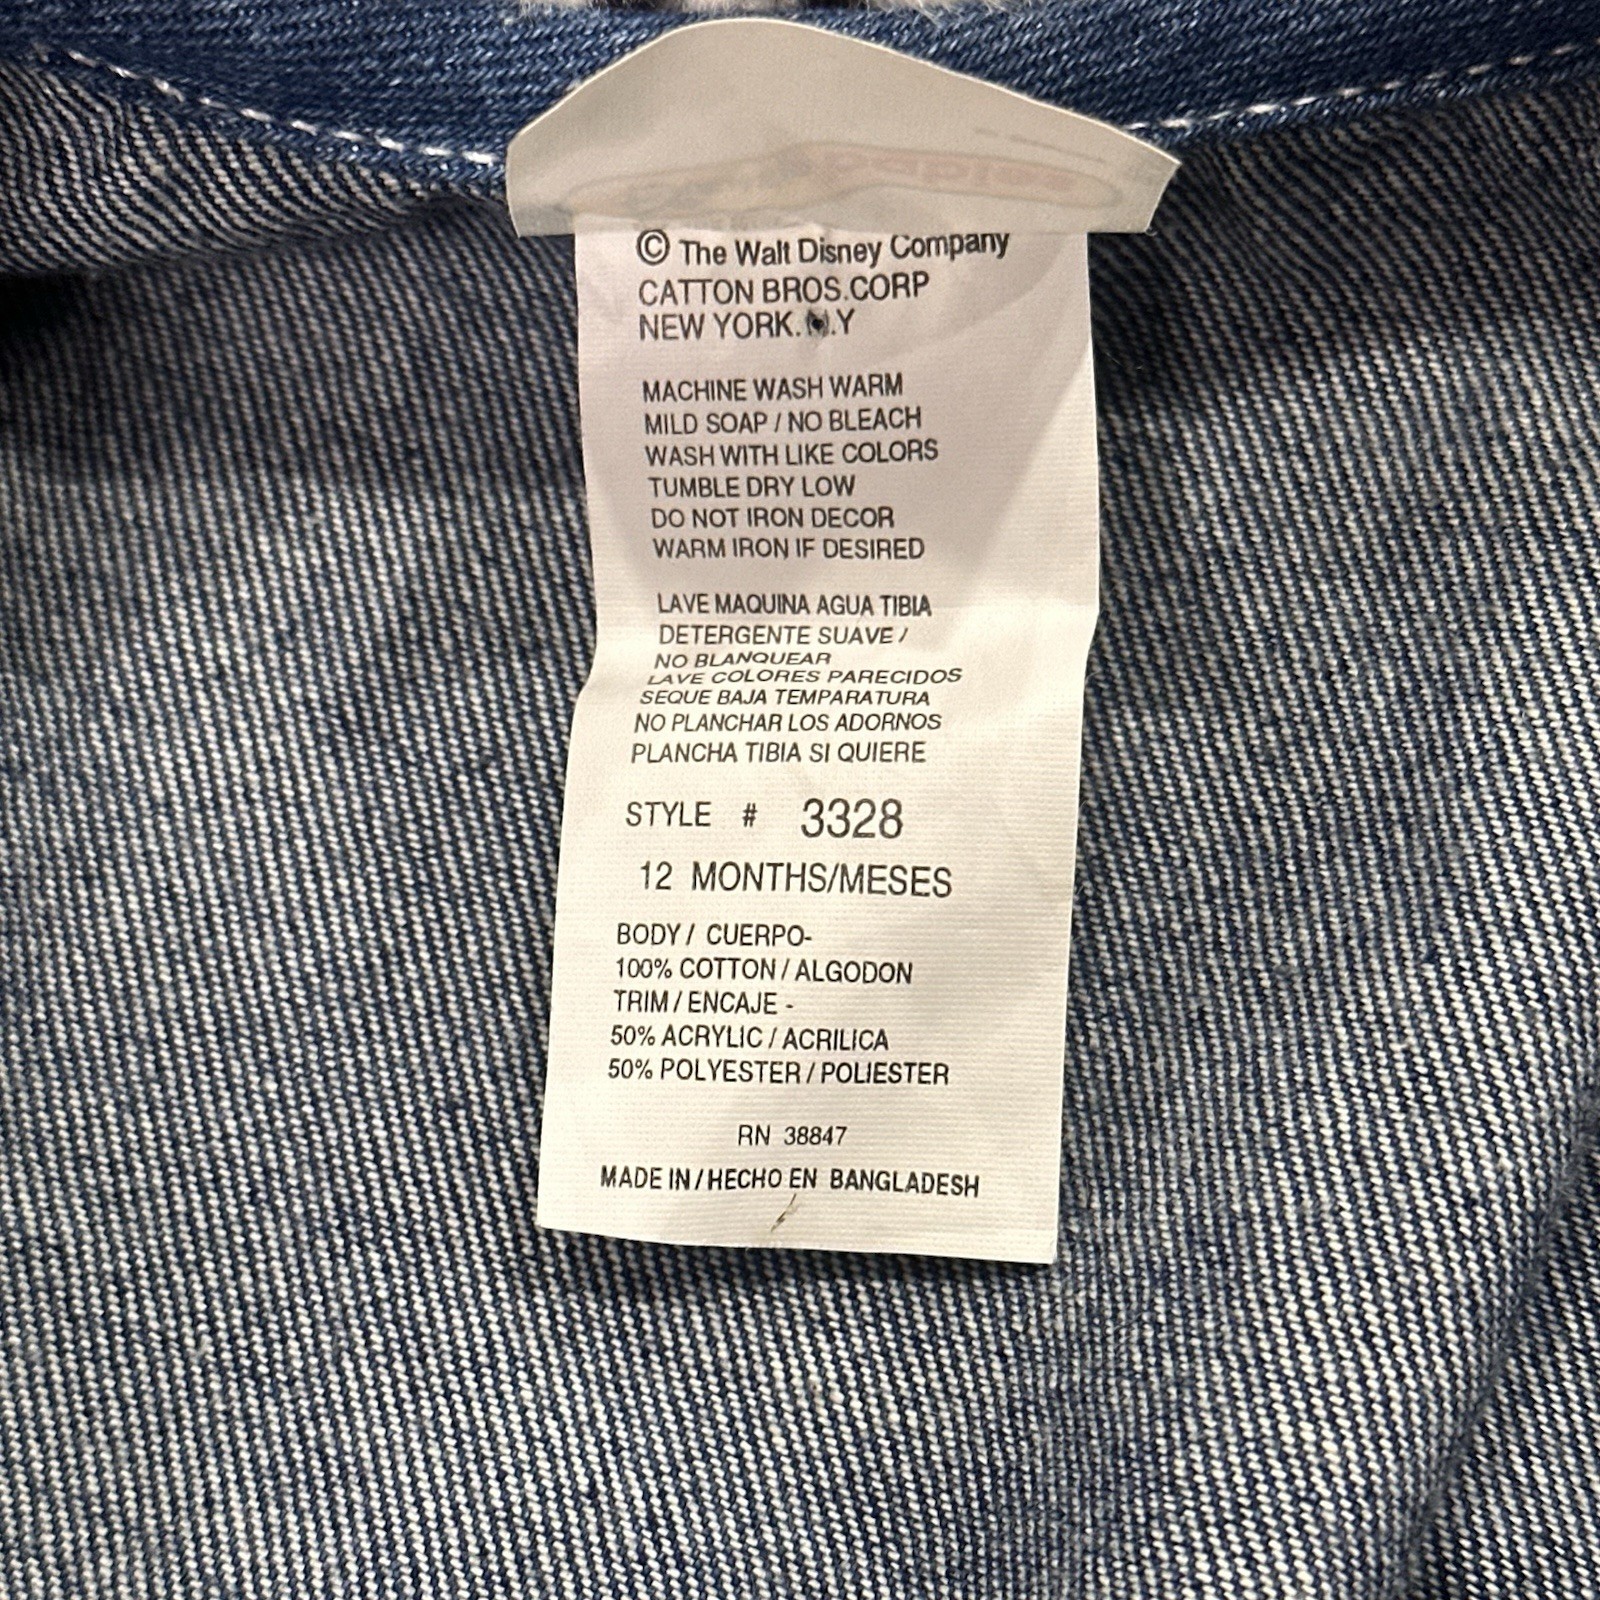 © The Walt Disney Company
CATTON BROS.CORP
NEW YORK.N.Y
MACHINE WASH WARM
MILD SOAP / NO BLEACH
WASH WITH LIKE COLORS
TUMBLE DRY LOW
DO NOT IRON DECOR
WARM IRON IF DESIRED
LAVE MAQUINA AGUA TIBIA
DETERGENTE SUAVE /
NO BLANQUEAR
LAVE COLORES PARECIDOS
SEQUE BAJA TEMPARATURA
NO PLANCHAR LOS ADORNOS
PLANCHA TIBIA SI QUIERE
STYLE # 3328
12 MONTHS/MESES
BODY / CUERPO-
100% COTTON / ALGODON
TRIM / ENCAJE -
50% ACRYLIC / ACRILICA
50% POLYESTER / POLIESTER
RN 38847
MADE IN / HECHO EN BANGLADESH